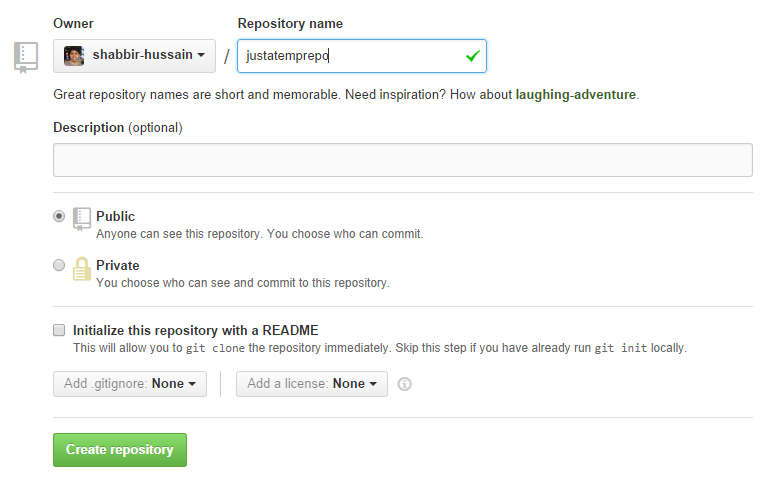 Owner Repository name
shabbir-hussain / justatemprepo
Great repository names are short and memorable. Need inspiration? How about laughing-adventure.
Description (optional)
Public
Anyone can see this repository. You choose who can commit.
Private
You choose who can see and commit to this repository.
Initialize this repository with a README
This will allow you to git clone the repository immediately. Skip this step if you have already run git init locally.
Add .gitignore: None Add a license: None
Create repository